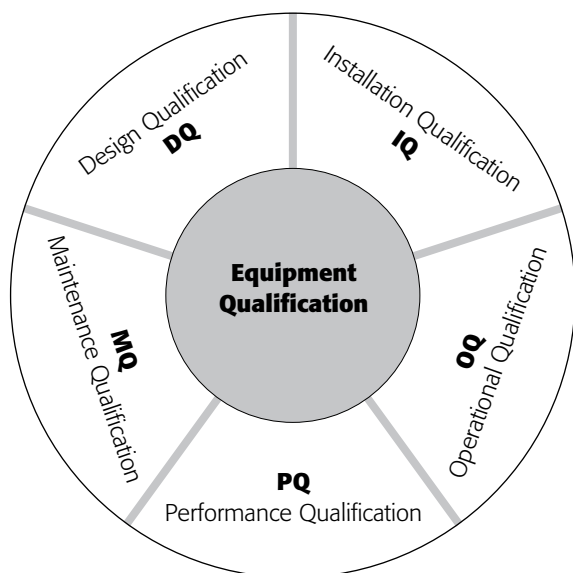 Design Qualification
DQ
Installation Qualification
IQ
Equipment
Qualification
Maintenance Qualification
MQ
OQ
Operational Qualification
PQ
Performance Qualification